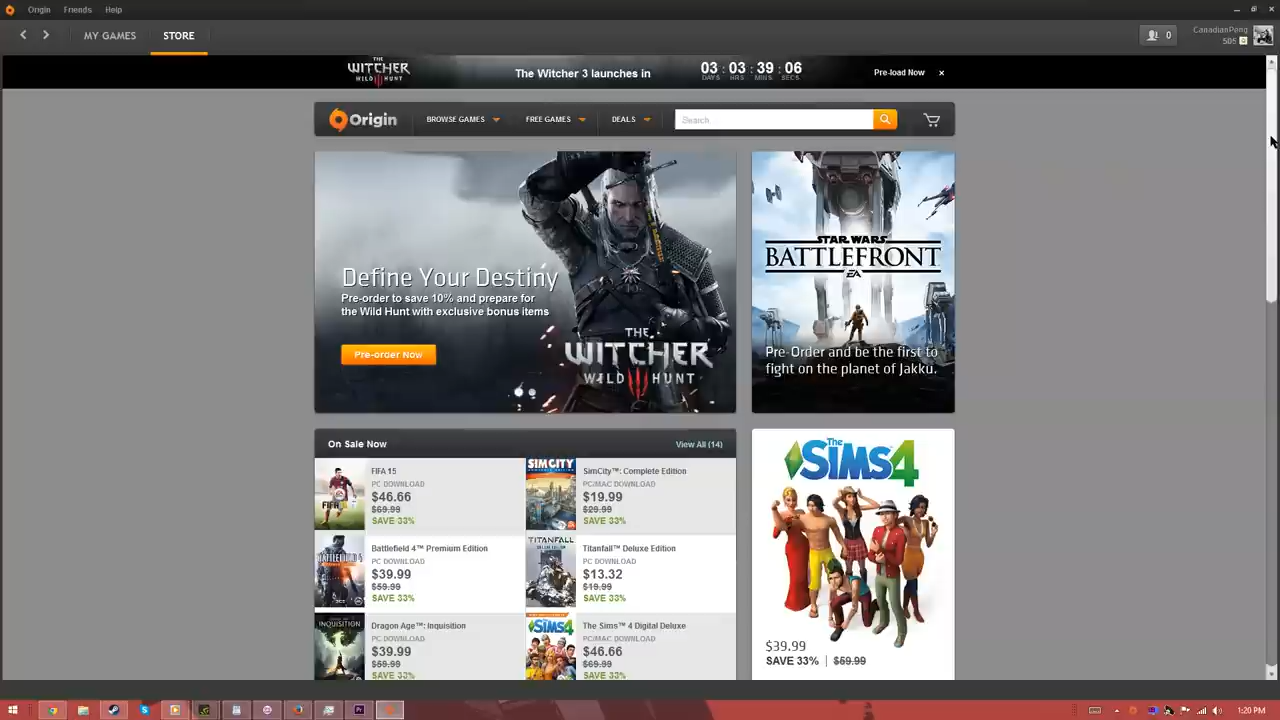 Origin Friends Help
MY GAMES STORE
0
CanadianPong
505
THE WITCHER WILD HUNT
The Witcher 3 launches in
03 : 03 : 39 : 06
DAYS HRS MINS SECS
Pre-load Now ×
Origin
BROWSE GAMES FREE GAMES DEALS
Search
Define Your Destiny
Pre-order to save 10% and prepare for
the Wild Hunt with exclusive bonus items
Pre-order Now
THE
WITCHER
WILD HUNT
STAR WARS
BATTLEFRONT
EA
Pre-Order and be the first to
fight on the planet of Jakku.
On Sale Now View All (14)
FIFA 15
PC DOWNLOAD
$46.66
$69.99
SAVE 33%
SIMCITY
SimCity™: Complete Edition
PC/MAC DOWNLOAD
$19.99
$29.99
SAVE 33%
Battlefield 4™ Premium Edition
PC DOWNLOAD
$39.99
$59.99
SAVE 33%
TITANFALL
Titanfall™ Deluxe Edition
PC DOWNLOAD
$13.32
$19.99
SAVE 33%
INQUISITION
Dragon Age™: Inquisition
PC DOWNLOAD
$39.99
$59.99
SAVE 33%
The SIMS 4
The Sims™ 4 Digital Deluxe
PC/MAC DOWNLOAD
$46.66
$69.99
SAVE 33%
The SIMS 4
$39.99
SAVE 33% | $59.99
1:20 PM